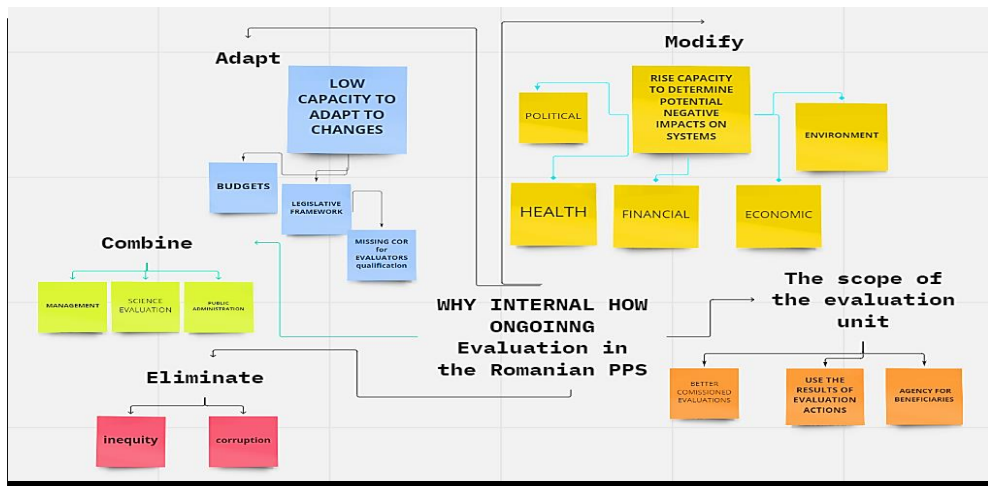 Adapt
LOW
CAPACITY TO
ADAPT TO
CHANGES
BUDGETS
LEGISLATIVE
FRAMEWORK
MISSING COR
for
EVALUATORS
qualification
Modify
RISE CAPACITY
TO DETERMINE
POTENTIAL
NEGATIVE
IMPACTS ON
SYSTEMS
POLITICAL
ENVIRONMENT
HEALTH
FINANCIAL
ECONOMIC
Combine
MANAGEMENT
SCIENCE
EVALUATION
PUBLIC
ADMINISTRATION
WHY INTERNAL HOW
ONGOINNG
Evaluation in
the Romanian PPS
The scope of
the evaluation
unit
BETTER
COMISSIONED
EVALUATIONS
USE THE
RESULTS OF
EVALUATION
ACTIONS
AGENCY FOR
BENEFICIARIES
Eliminate
inequity
corruption